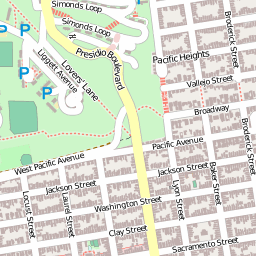 Simonds Loop
Simonds Loop
Presidio Boulevard
Broderick Street
P
P
Pacific Heights
P
P
P
Liggett Avenue
Lovers' Lane
Vallejo Street
Broadway
Broderick Street
Pacific Avenue
West Pacific Avenue
Jackson Street
Baker Street
Lyon Street
Jackson Street
Locust Street
Laurel Street
Washington Street
Clay Street
Sacramento Street